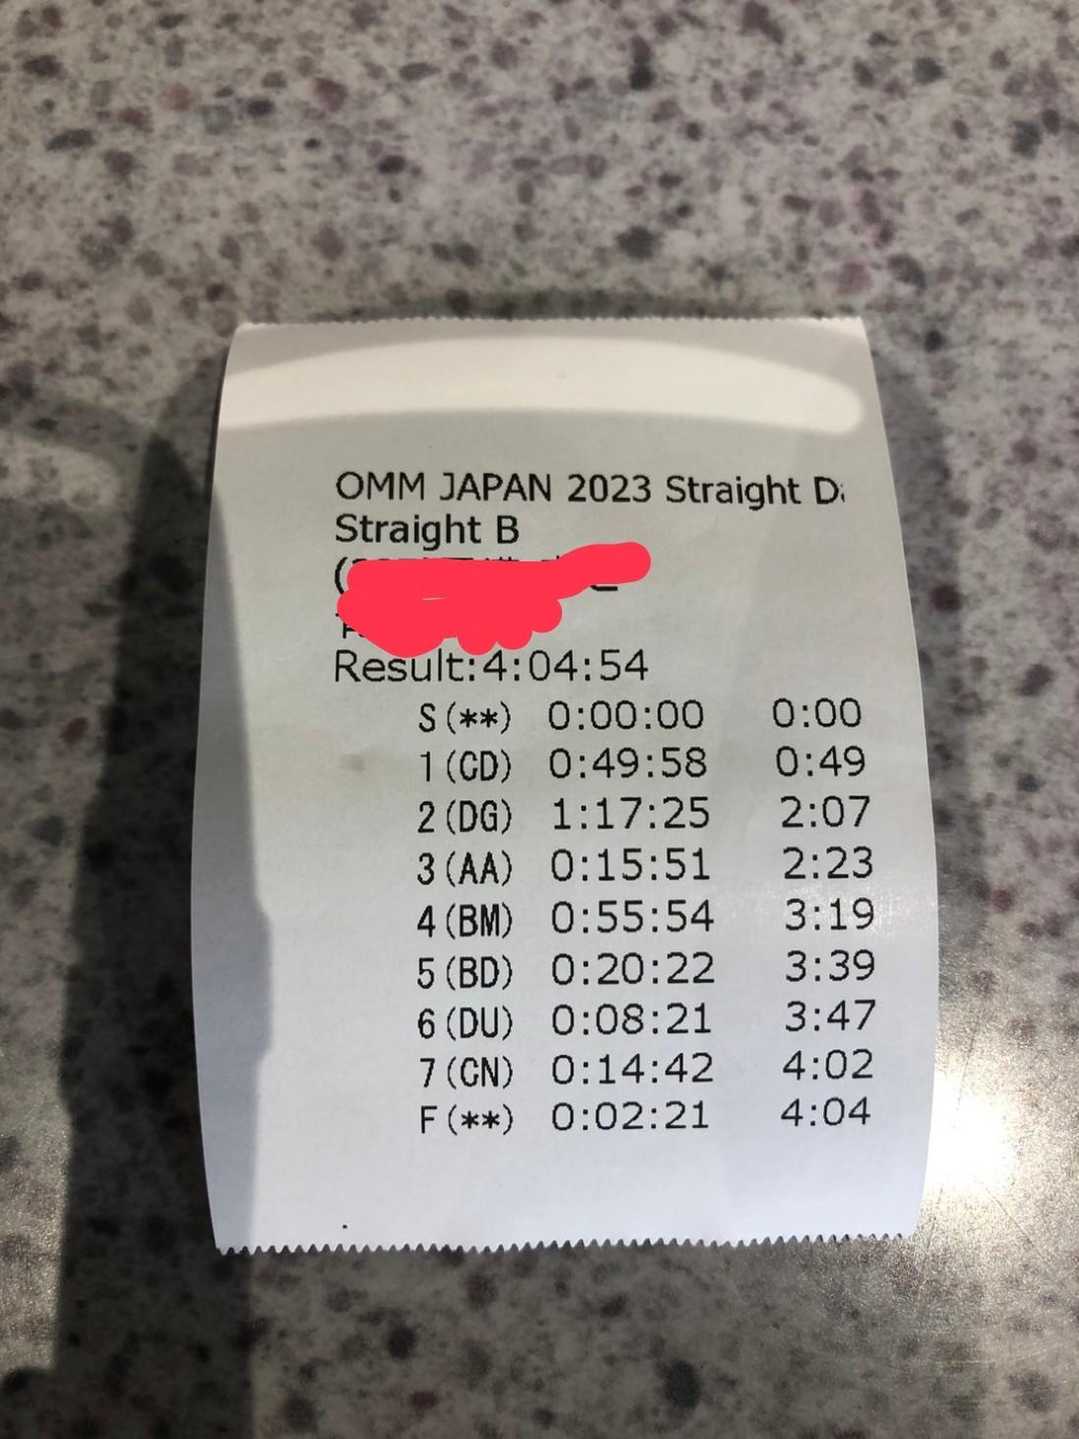 OMM JAPAN 2023 Straight
Straight B
Result:4:04:54
S(**) 0:00:00 0:00
1(CD) 0:49:58 0:49
2(DG) 1:17:25 2:07
3(AA) 0:15:51 2:23
4(BM) 0:55:54 3:19
5(BD) 0:20:22 3:39
6(DU) 0:08:21 3:47
7(CN) 0:14:42 4:02
F(**) 0:02:21 4:04